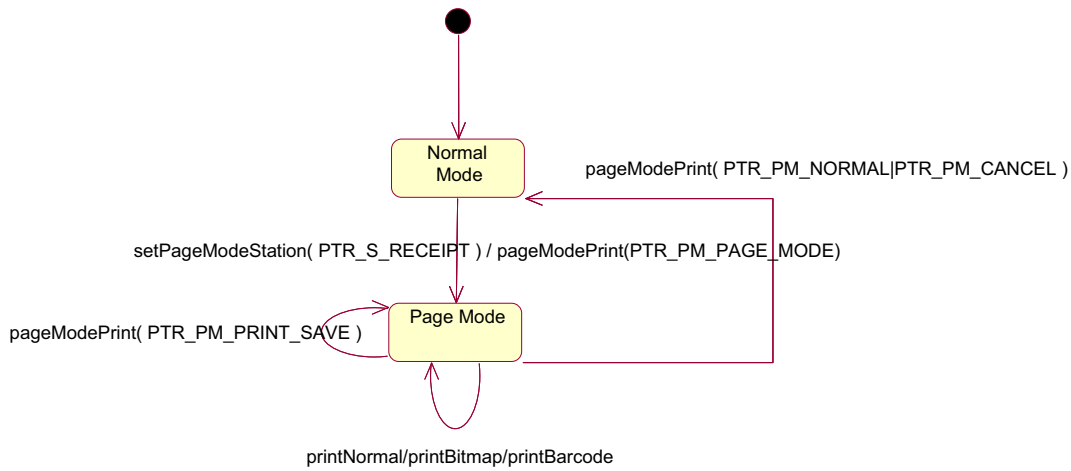 Normal
Mode
pageModePrint( PTR_PM_NORMAL|PTR_PM_CANCEL )
setPageModeStation( PTR_S_RECEIPT ) / pageModePrint(PTR_PM_PAGE_MODE)
Page Mode
pageModePrint( PTR_PM_PRINT_SAVE )
printNormal/printBitmap/printBarcode